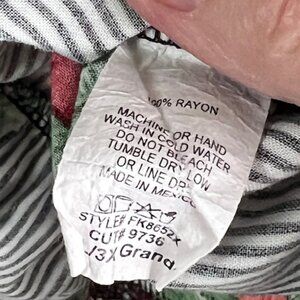 100% RAYON
MACHINE OR HAND
WASH IN COLD WATER
DO NOT BLEACH
TUMBLE DRY LOW
OR LINE DRY
MADE IN MEXICO
STYLE# FK8652X
CUT# 9736
J3X Grand